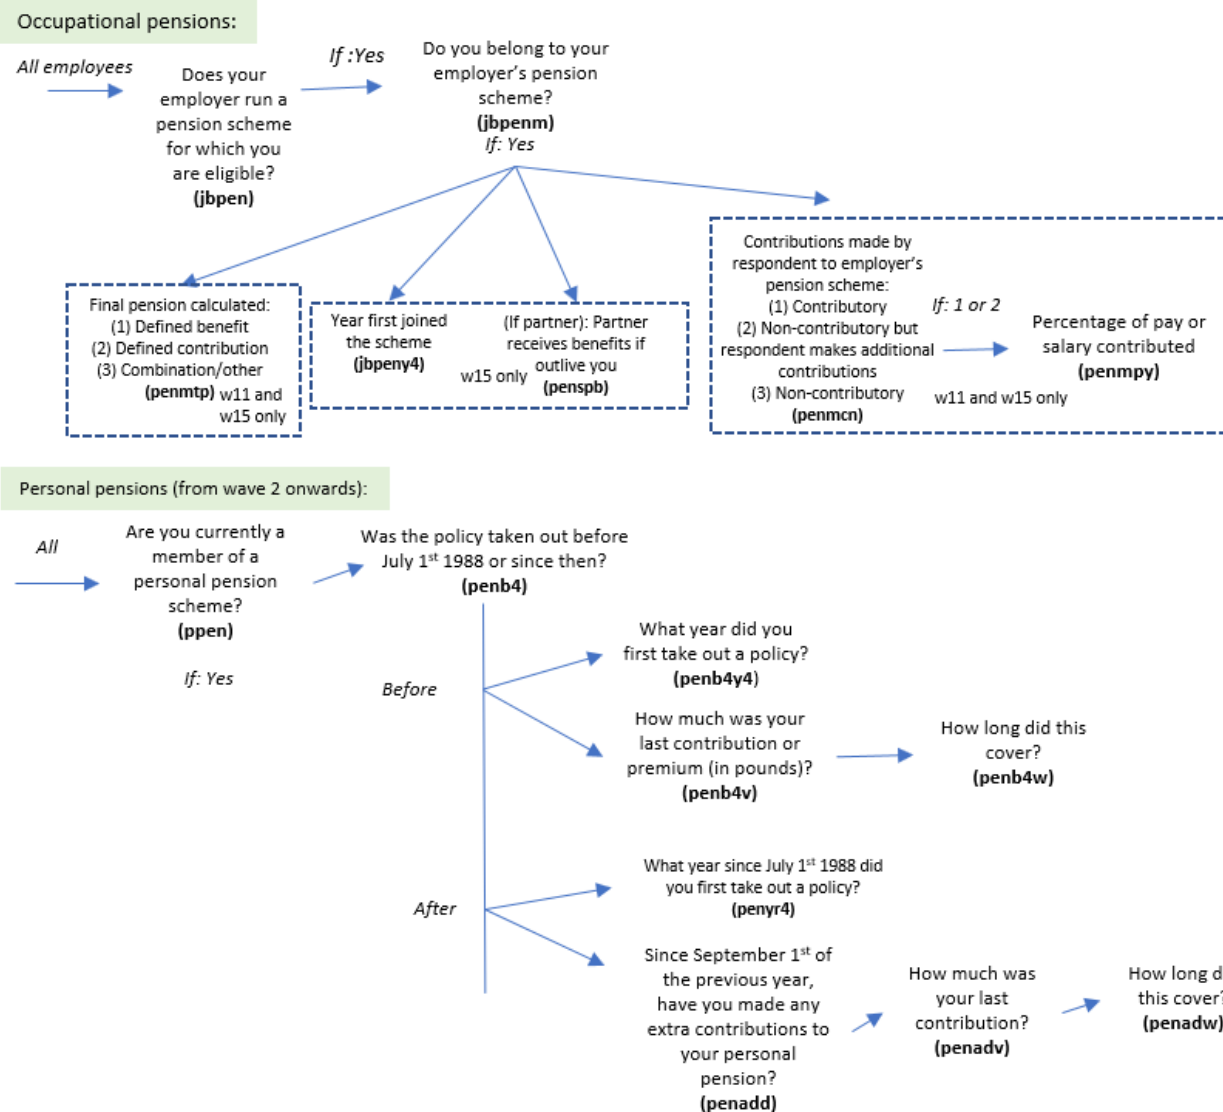 Occupational pensions:
All employees
Does your
employer run a
pension scheme
for which you
are eligible?
(jbpen)
If :Yes
Do you belong to your
employer's pension
scheme?
(jbpenm)
If: Yes
Final pension calculated:
(1) Defined benefit
(2) Defined contribution
(3) Combination/other
(penmtp) w11 and
w15 only
Year first joined
the scheme
(jbpeny4)
w15 only
(If partner): Partner
receives benefits if
outlive you
(penspb)
Contributions made by
respondent to employer's
pension scheme:
(1) Contributory
(2) Non-contributory but
respondent makes additional
contributions
(3) Non-contributory
(penmcn)
If: 1 or 2
Percentage of pay or
salary contributed
(penmpy)
w11 and w15 only
Personal pensions (from wave 2 onwards):
All
Are you currently a
member of a
personal pension
scheme?
(ppen)
If: Yes
Was the policy taken out before
July 1st 1988 or since then?
(penb4)
Before
What year did you
first take out a policy?
(penb4y4)
How much was your
last contribution or
premium (in pounds)?
(penb4v)
How long did this
cover?
(penb4w)
After
What year since July 1st 1988 did
you first take out a policy?
(penyr4)
Since September 1st of
the previous year,
have you made any
extra contributions to
your personal
pension?
(penadd)
How much was
your last
contribution?
(penadv)
How long d
this cover?
(penadw)